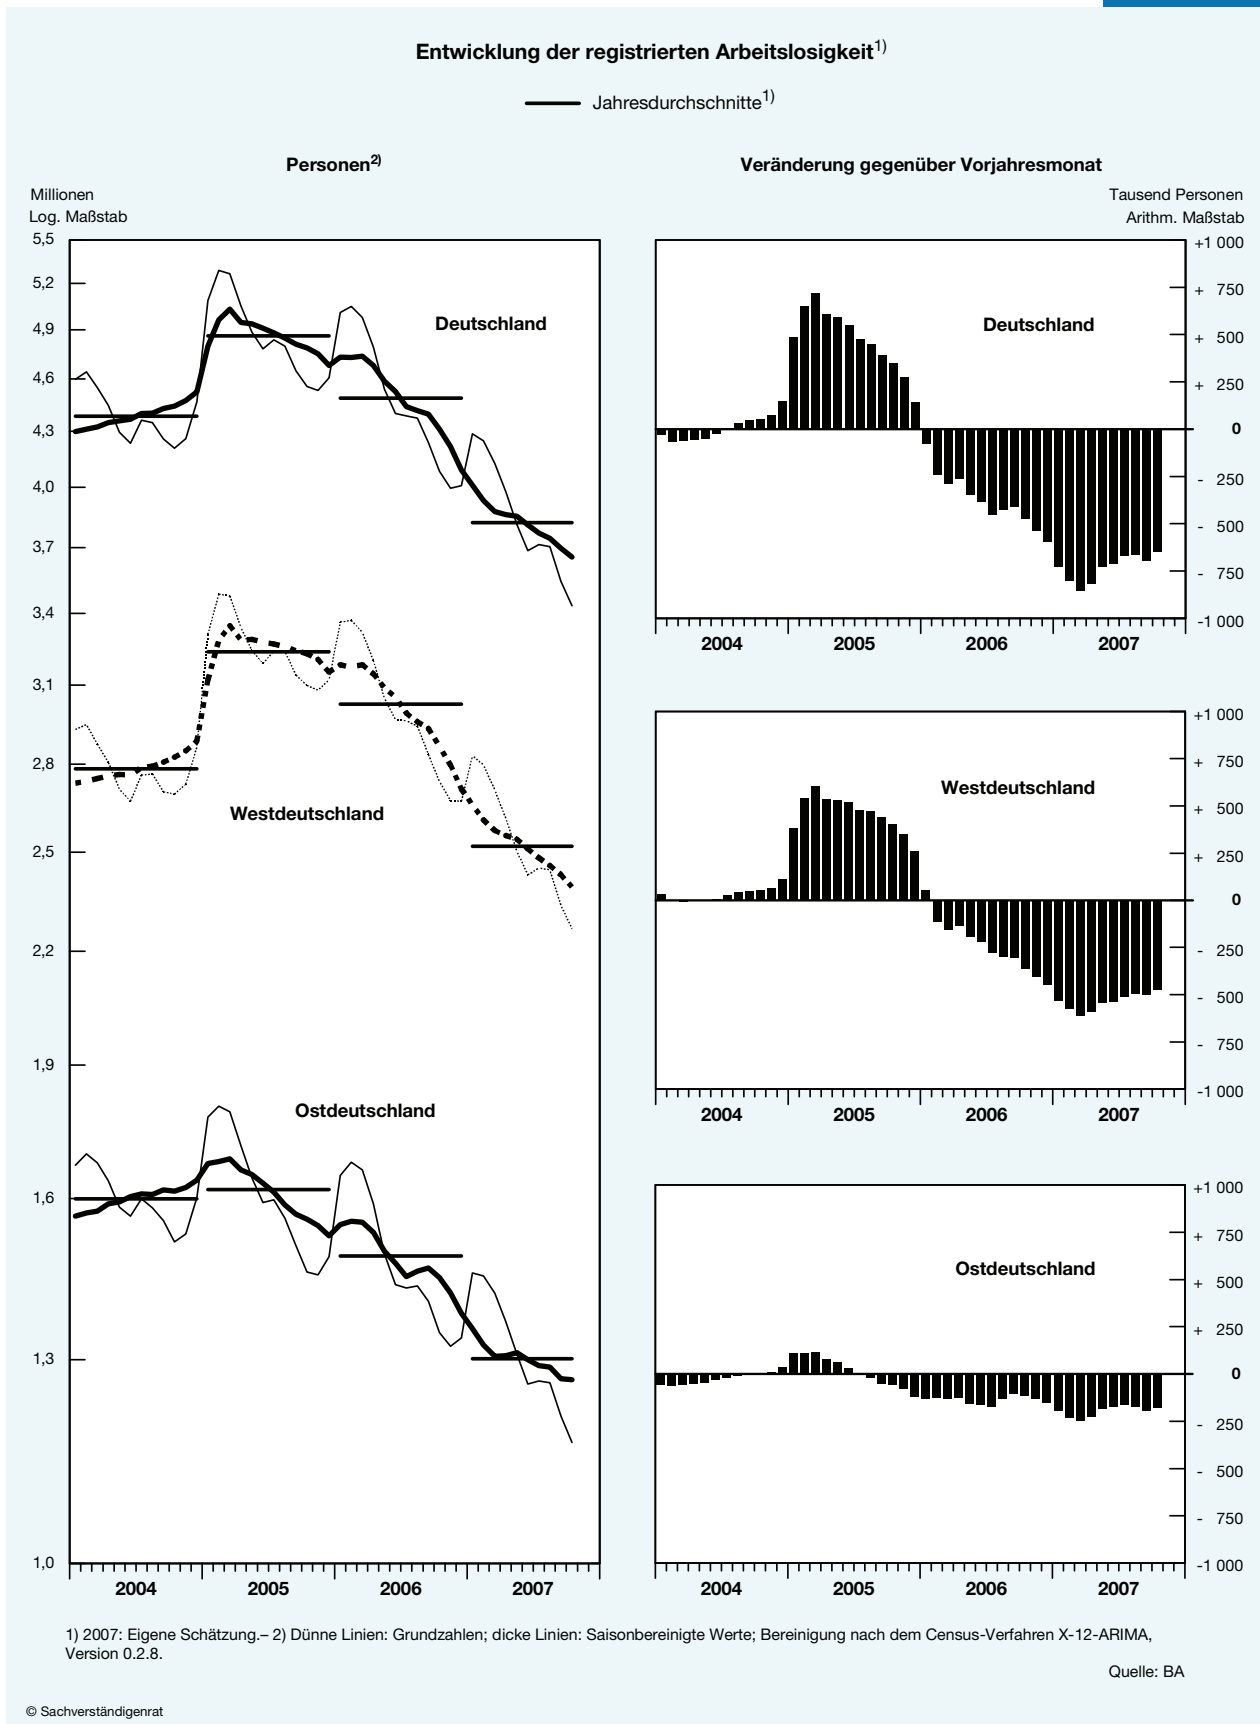 Entwicklung der registrierten Arbeitslosigkeit1)
Jahresdurchschnitte1)
Personen2)
Millionen
Log. Maßstab
5,5
5,2
4,9
4,6
4,3
4,0
3,7
3,4
3,1
2,8
2,5
2,2
1,9
1,6
1,3
1,0
Deutschland
Westdeutschland
Ostdeutschland
2004 2005 2006 2007
Veränderung gegenüber Vorjahresmonat
Tausend Personen
Arithm. Maßstab
+1 000
+ 750
+ 500
+ 250
0
- 250
- 500
- 750
-1 000
Deutschland
2004 2005 2006 2007
+1 000
+ 750
+ 500
+ 250
0
- 250
- 500
- 750
-1 000
Westdeutschland
2004 2005 2006 2007
+1 000
+ 750
+ 500
+ 250
0
- 250
- 500
- 750
-1 000
Ostdeutschland
2004 2005 2006 2007
1) 2007: Eigene Schätzung.– 2) Dünne Linien: Grundzahlen; dicke Linien: Saisonbereinigte Werte; Bereinigung nach dem Census-Verfahren X-12-ARIMA,
Version 0.2.8.
Quelle: BA
© Sachverständigenrat